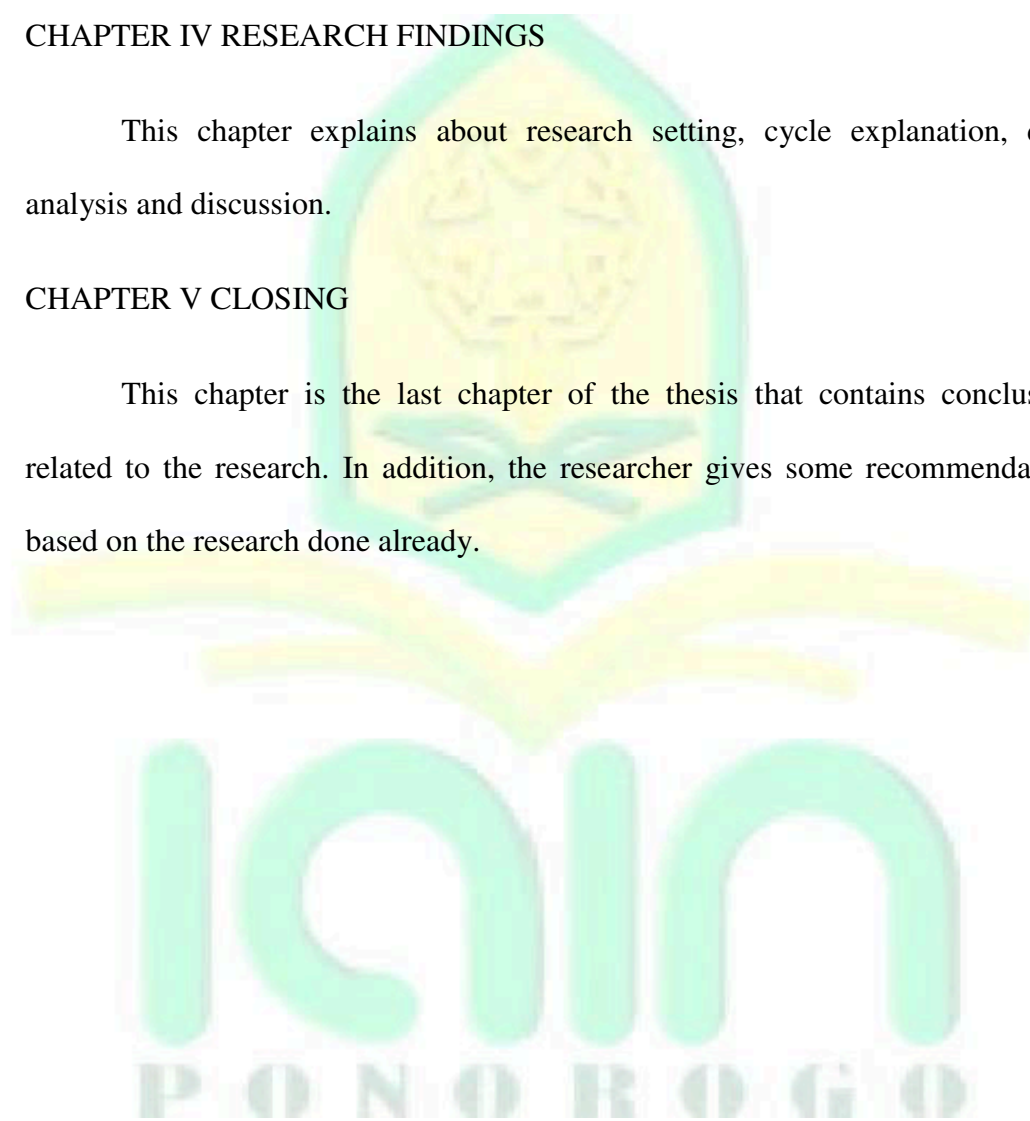 CHAPTER IV RESEARCH FINDINGS
This chapter explains about research setting, cycle explanation,
analysis and discussion.
CHAPTER V CLOSING
This chapter is the last chapter of the thesis that contains
related to the research. In addition, the researcher gives some
based on the research done already.
iain
PONOROGO